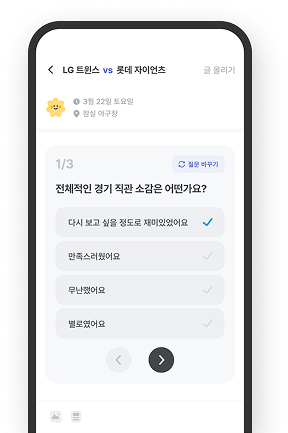 LG 트윈스 vs 롯데 자이언츠
글 올리기
3월 22일 토요일
잠실 야구장
1/3
질문 바꾸기
전체적인 경기 직관 소감은 어떤가요?
다시 보고 싶을 정도로 재미있었어요
만족스러웠어요
무난했어요
별로였어요